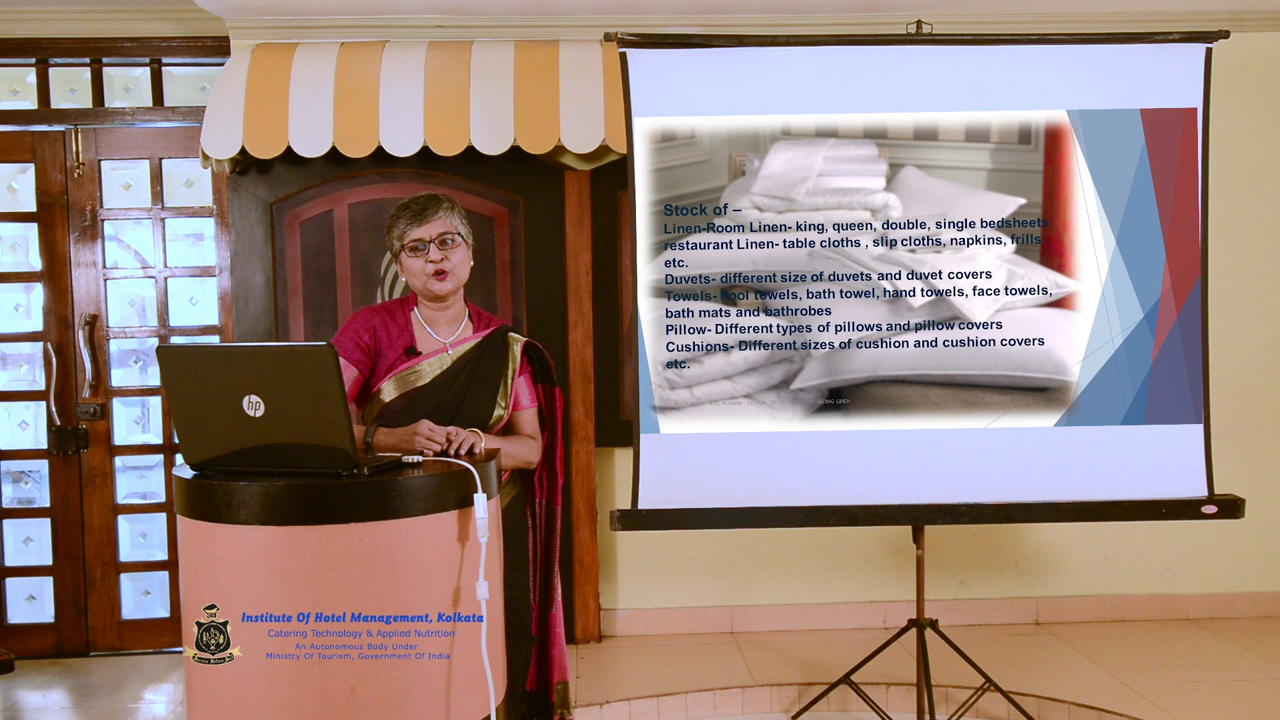 Stock of –
Linen-Room Linen- king, queen, double, single bedsheets
restaurant Linen- table cloths , slip cloths, napkins, frills
etc.
Duvets- different size of duvets and duvet covers
Towels- Pool towels, bath towel, hand towels, face towels,
bath mats and bathrobes
Pillow- Different types of pillows and pillow covers
Cushions- Different sizes of cushion and cushion covers
etc.
LINEN
hp
Institute Of Hotel Management, Kolkata
Catering Technology & Applied Nutrition
An Autonomous Body Under
Ministry Of Tourism, Government Of India